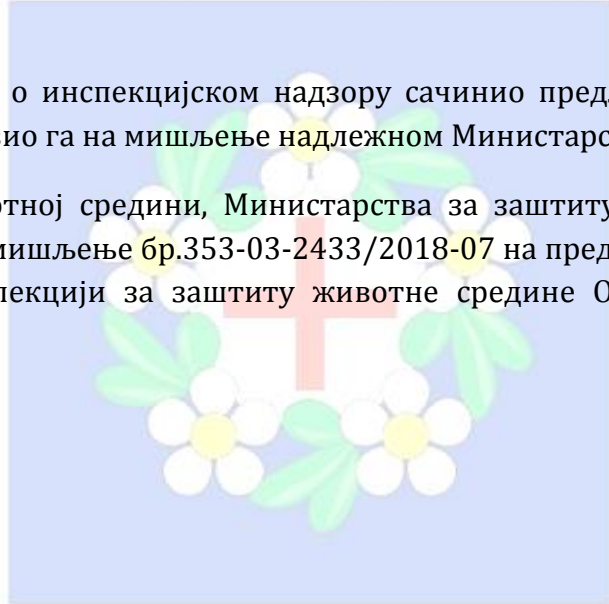 о инспекцијском надзору сачинио пред
вио га на мишљење надлежном Министарс
отној средини, Министарства за заштиту
мишљење бр.353-03-2433/2018-07 на пред
пекцији за заштиту животне средине О